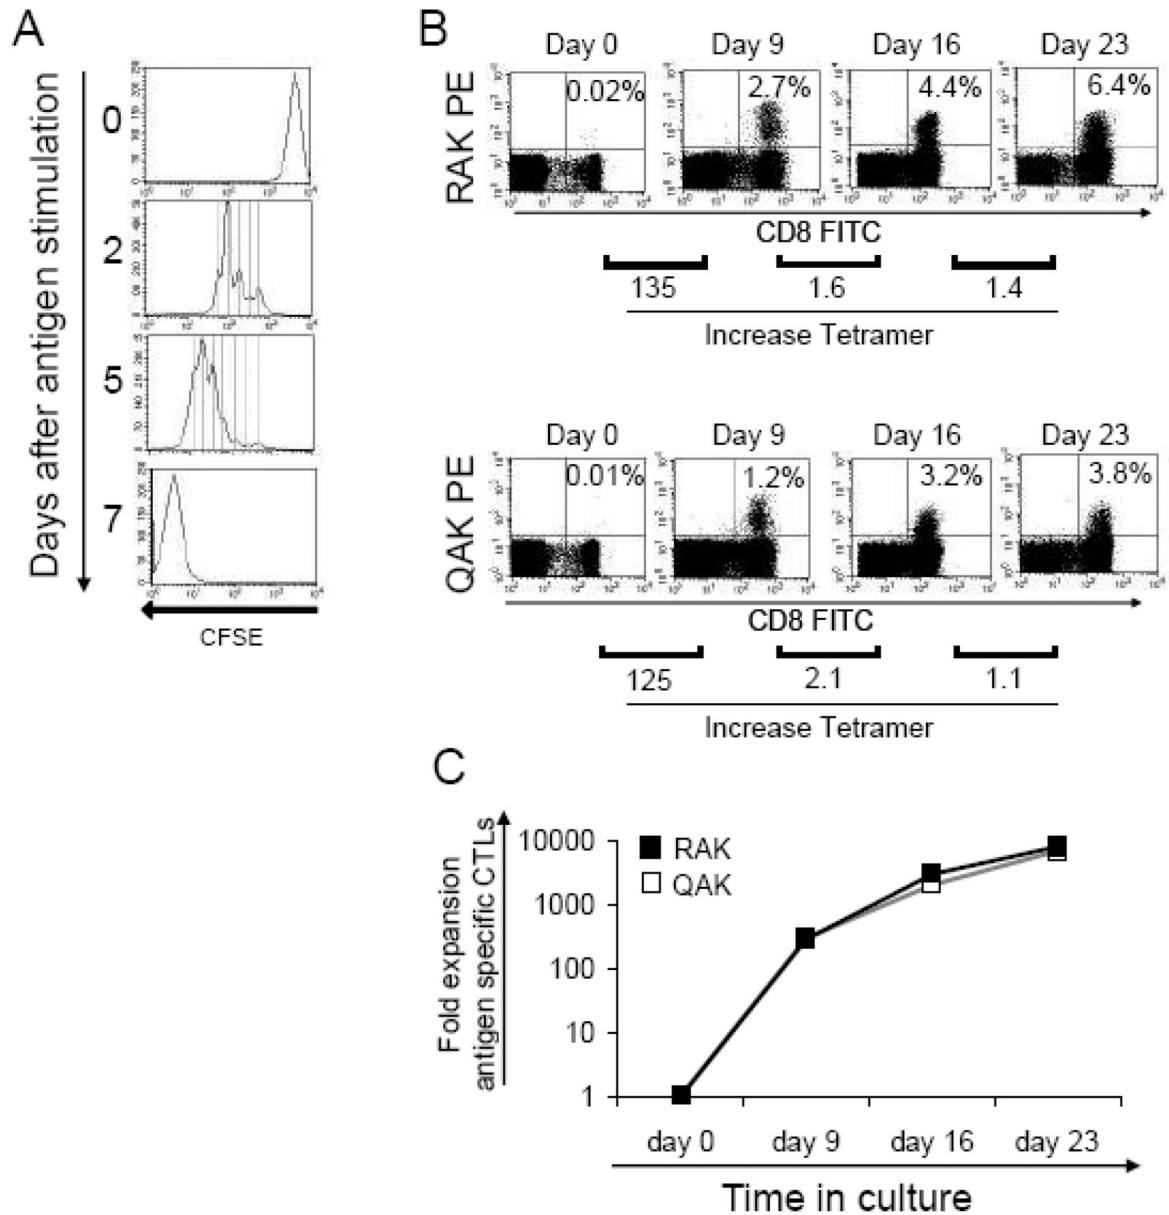 A
Days after antigen stimulation
0
2
5
7
CFSE
B
Day 0
Day 9
Day 16
Day 23
RAK PE
0.02%
2.7%
4.4%
6.4%
CD8 FITC
135
1.6
1.4
Increase Tetramer
Day 0
Day 9
Day 16
Day 23
QAK PE
0.01%
1.2%
3.2%
3.8%
CD8 FITC
125
2.1
1.1
Increase Tetramer
C
Fold expansion
antigen specific CTLs
10000
1000
100
10
1
RAK
QAK
day 0
day 9
day 16
day 23
Time in culture